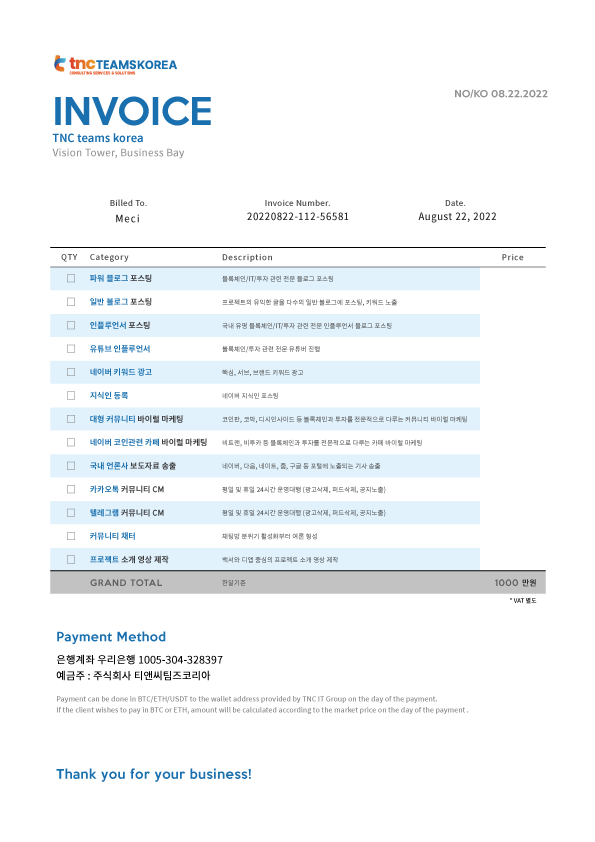 tncTEAMSKOREA
CONSULTING SERVICES & SOLUTIONS
NO/KO 08.22.2022
INVOICE
TNC teams korea
Vision Tower, Business Bay
Billed To. Invoice Number. Date.
Meci 20220822-112-56581 August 22, 2022
QTY Category Description Price
파워 블로그 포스팅 블록체인/IT/투자 관련 전문 블로그 포스팅
일반 블로그 포스팅 프로젝트의 유익한 글을 다수의 일반 블로그에 포스팅, 키워드 노출
인플루언서 포스팅 국내 유명 블록체인/IT/투자 관련 전문 인플루언서 블로그 포스팅
유튜브 인플루언서 블록체인/투자 관련 전문 유튜버 진행
네이버 키워드 광고 핵심, 서브, 브랜드 키워드 광고
지식인 등록 네이버 지식인 포스팅
대형 커뮤니티 바이럴 마케팅 코인판, 코박, 디시인사이드 등 블록체인과 투자를 전문적으로 다루는 커뮤니티 바이럴 마케팅
네이버 코인관련 카페 바이럴 마케팅 비트맨, 비투카 등 블록체인과 투자를 전문적으로 다루는 카페 바이럴 마케팅
국내 언론사 보도자료 송출 네이버, 다음, 네이트, 줌, 구글 등 포털에 노출되는 기사 송출
카카오톡 커뮤니티 CM 평일 및 휴일 24시간 운영대행 (광고삭제, 퍼드삭제, 공지노출)
텔레그램 커뮤니티 CM 평일 및 휴일 24시간 운영대행 (광고삭제, 퍼드삭제, 공지노출)
커뮤니티 채터 채팅방 분위기 활성화부터 여론 형성
프로젝트 소개 영상 제작 백서와 디앱 중심의 프로젝트 소개 영상 제작
GRAND TOTAL 한달기준 1000 만원
* VAT 별도
Payment Method
은행계좌 우리은행 1005-304-328397
예금주 : 주식회사 티앤씨팀즈코리아
Payment can be done in BTC/ETH/USDT to the wallet address provided by TNC IT Group on the day of the payment.
If the client wishes to pay in BTC or ETH, amount will be calculated according to the market price on the day of the payment .
Thank you for your business!